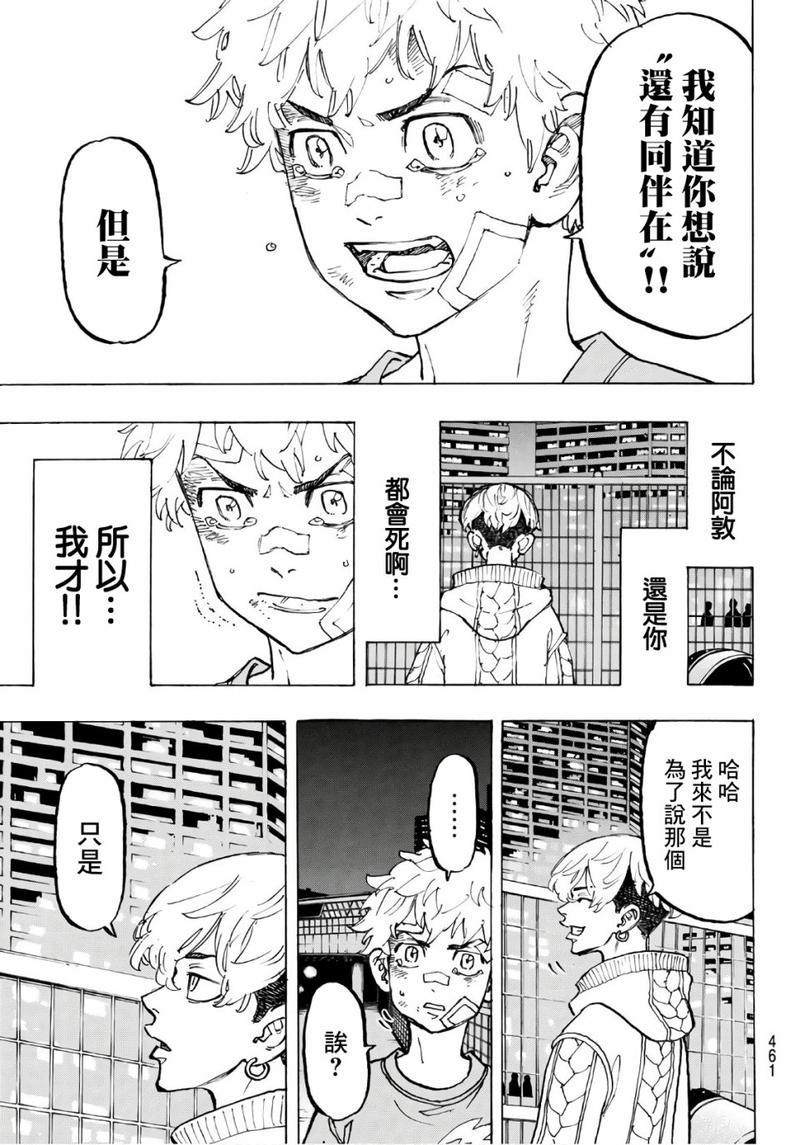 我知道你想說
“還有同伴在”!!
但是
不論阿敦
還是你
都會死啊…
所以…
我才!!
哈哈
我來不是
為了說那個
……
誒?
只是
461